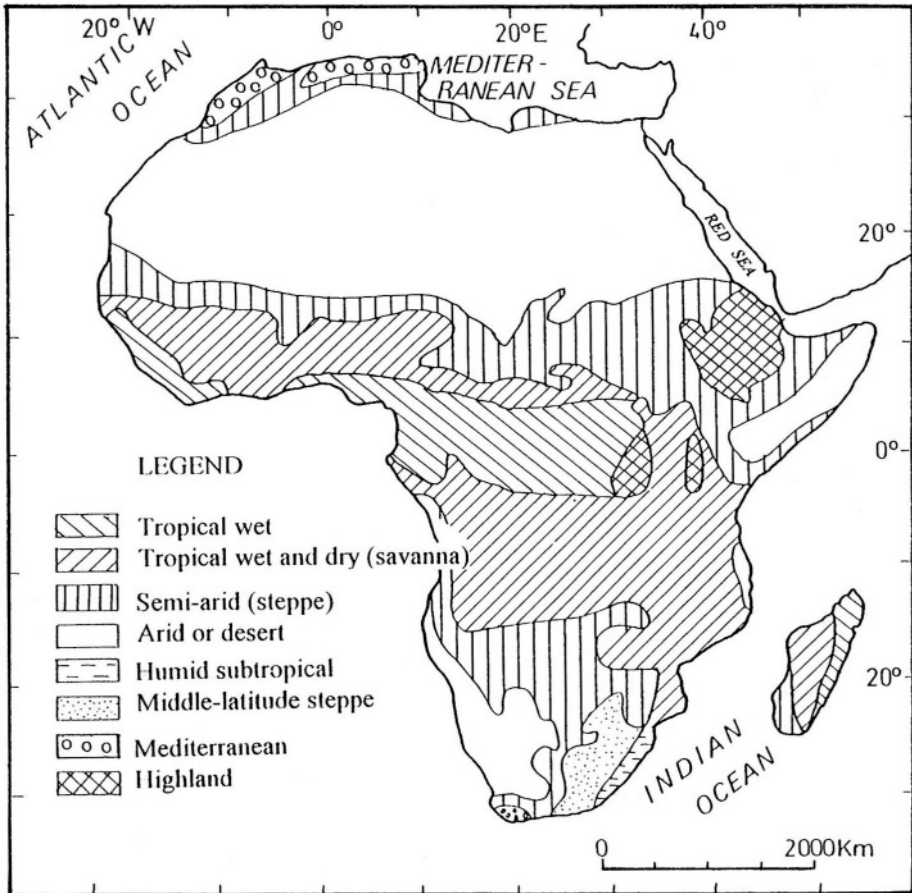 20° W 0° 20°E 40°
ATLANTIC
OCEAN
MEDITER -
RANEAN SEA
RED SEA
20°
0°
LEGEND
Tropical wet
Tropical wet and dry (savanna)
Semi-arid (steppe)
Arid or desert
Humid subtropical
Middle-latitude steppe
Mediterranean
Highland
20°
INDIAN
OCEAN
0 2000Km